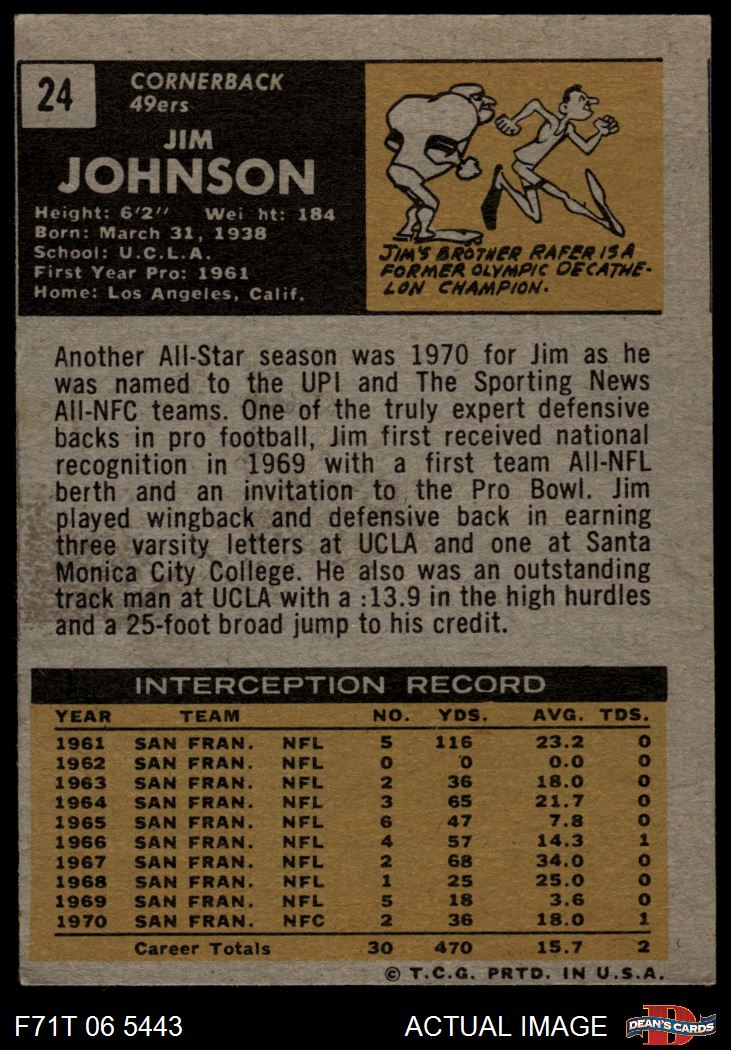 24
CORNERBACK
49ers
JIM
JOHNSON
Height: 6'2" Wei ht: 184
Born: March 31, 1938
School: U.C.L.A.
First Year Pro: 1961
Home: Los Angeles, Calif.
JIM'S BROTHER RAFER IS A
FORMER OLYMPIC DECATHE-
LON CHAMPION.
Another All-Star season was 1970 for Jim as he
was named to the UPI and The Sporting News
All-NFC teams. One of the truly expert defensive
backs in pro football, Jim first received national
recognition in 1969 with a first team All-NFL
berth and an invitation to the Pro Bowl. Jim
played wingback and defensive back in earning
three varsity letters at UCLA and one at Santa
Monica City College. He also was an outstanding
track man at UCLA with a :13.9 in the high hurdles
and a 25-foot broad jump to his credit.
INTERCEPTION RECORD
YEAR TEAM NO. YDS. AVG. TDS.
1961 SAN FRAN. NFL 5 116 23.2 0
1962 SAN FRAN. NFL 0 0 0.0 0
1963 SAN FRAN. NFL 2 36 18.0 0
1964 SAN FRAN. NFL 3 65 21.7 0
1965 SAN FRAN. NFL 6 47 7.8 0
1966 SAN FRAN. NFL 4 57 14.3 1
1967 SAN FRAN. NFL 2 68 34.0 0
1968 SAN FRAN. NFL 1 25 25.0 0
1969 SAN FRAN. NFL 5 18 3.6 0
1970 SAN FRAN. NFC 2 36 18.0 1
Career Totals 30 470 15.7 2
© T.C.G. PRTD. IN U.S.A.
F71T 06 5443 ACTUAL IMAGE DEAN'S CARDS